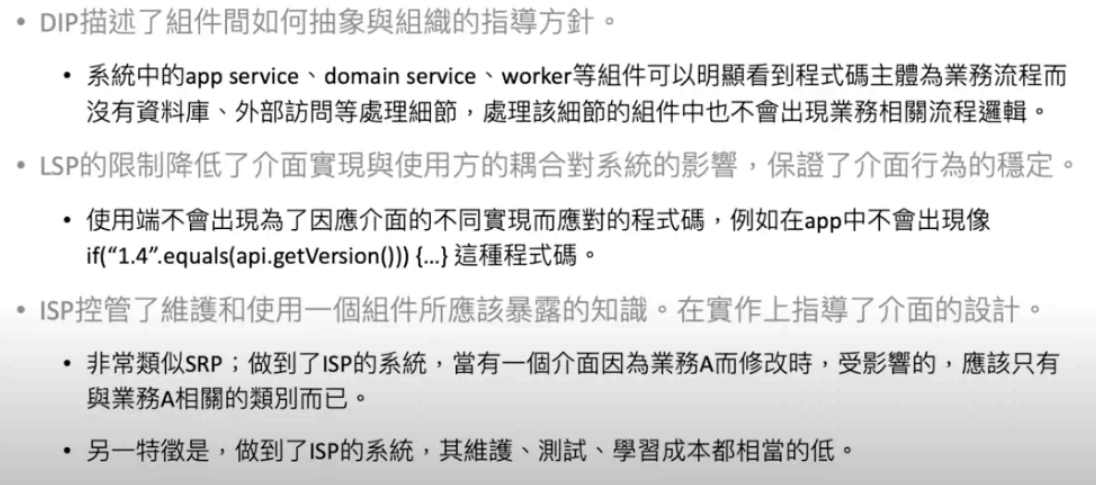 • DIP描述了組件間如何抽象與組織的指導方針。
• 系統中的app service、domain service、worker等組件可以明顯看到程式碼主體為業務流程而
沒有資料庫、外部訪問等處理細節，處理該細節的組件中也不會出現業務相關流程邏輯。
• LSP的限制降低了介面實現與使用方的耦合對系統的影響，保證了介面行為的穩定。
• 使用端不會出現為了因應介面的不同實現而應對的程式碼，例如在app中不會出現像
if(“1.4”.equals(api.getVersion())) {…} 這種程式碼。
• ISP控管了維護和使用一個組件所應該暴露的知識。在實作上指導了介面的設計。
• 非常類似SRP；做到了ISP的系統，當有一個介面因為業務A而修改時，受影響的，應該只有
與業務A相關的類別而已。
• 另一特徵是，做到了ISP的系統，其維護、測試、學習成本都相當的低。